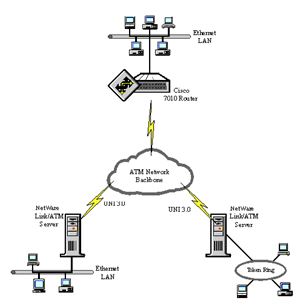 Ethernet
LAN
Cisco
7010 Router
ATM Network
Backbone
UNI 3.0
UNI 3.0
NetWare
Link/ATM
Server
NetWare
Link/ATM
Server
Token Ring
Ethernet
LAN